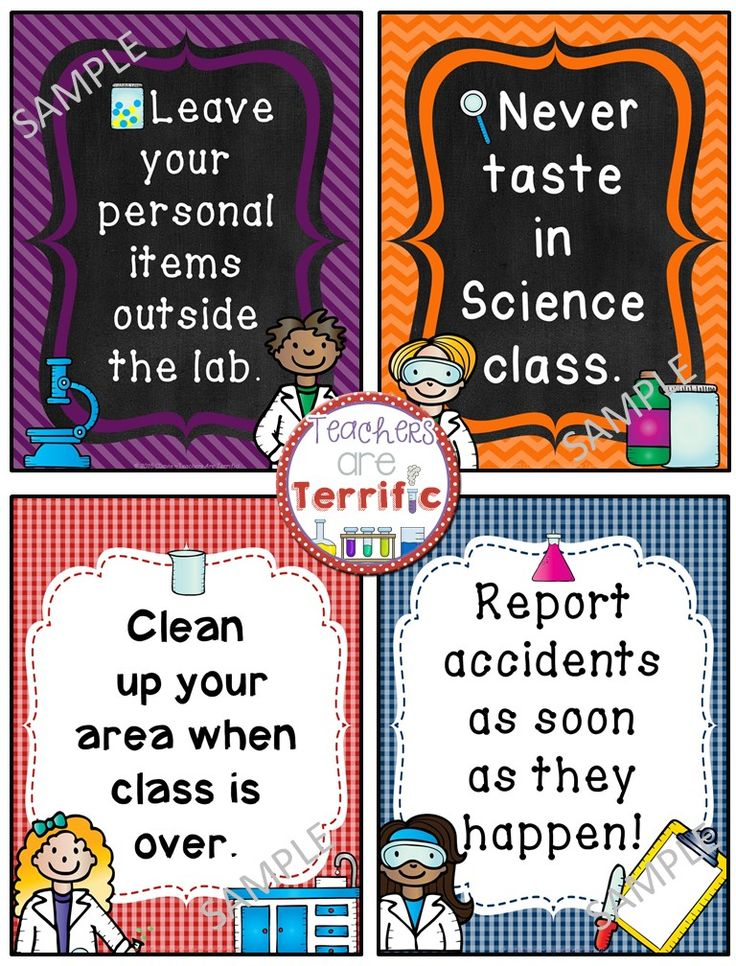 SAMPLE
Leave
your
personal
items
outside
the lab.
SAMPLE
Never
taste
in
Science
class.
SAMPLE
Teachers
are
Terrific
Clean
up your
area when
class is
over.
SAMPLE
Report
accidents
as soon
as they
happen!
SAMPLE